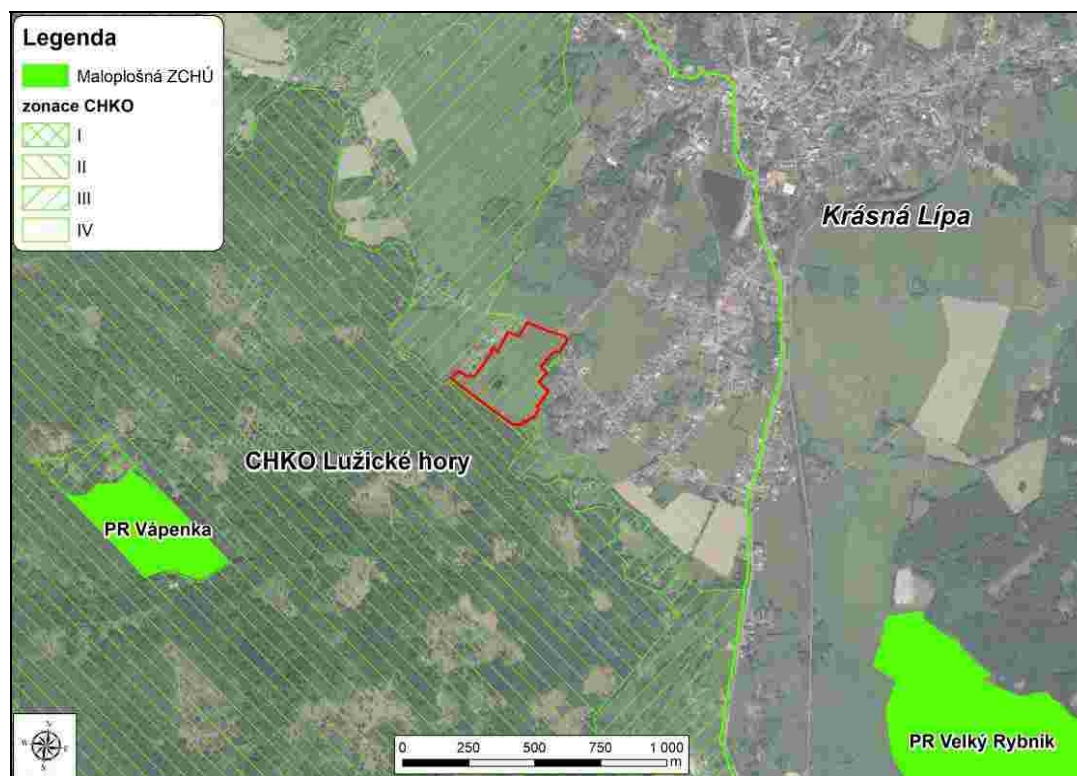 Legenda
Maloplošná ZCHÚ
zonace CHKO
I
II
III
IV
Krásná Lípa
CHKO Lužické hory
PR Vápenka
PR Velký Rybník
N
W E
S
0 250 500 750 1 000
m